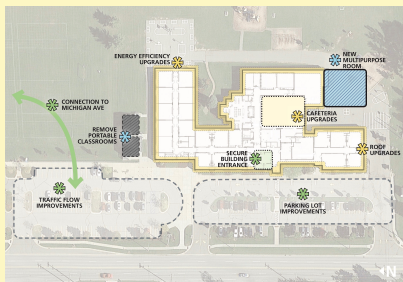 ENERGY EFFICIENCY
UPGRADES
NEW
MULTIPURPOSE
ROOM
CONNECTION TO
MICHIGAN AVE
REMOVE
PORTABLE
CLASSROOMS
CAFETERIA
UPGRADES
SECURE
BUILDING
ENTRANCE
ROOF
UPGRADES
TRAFFIC FLOW
IMPROVEMENTS
PARKING LOT
IMPROVEMENTS
N